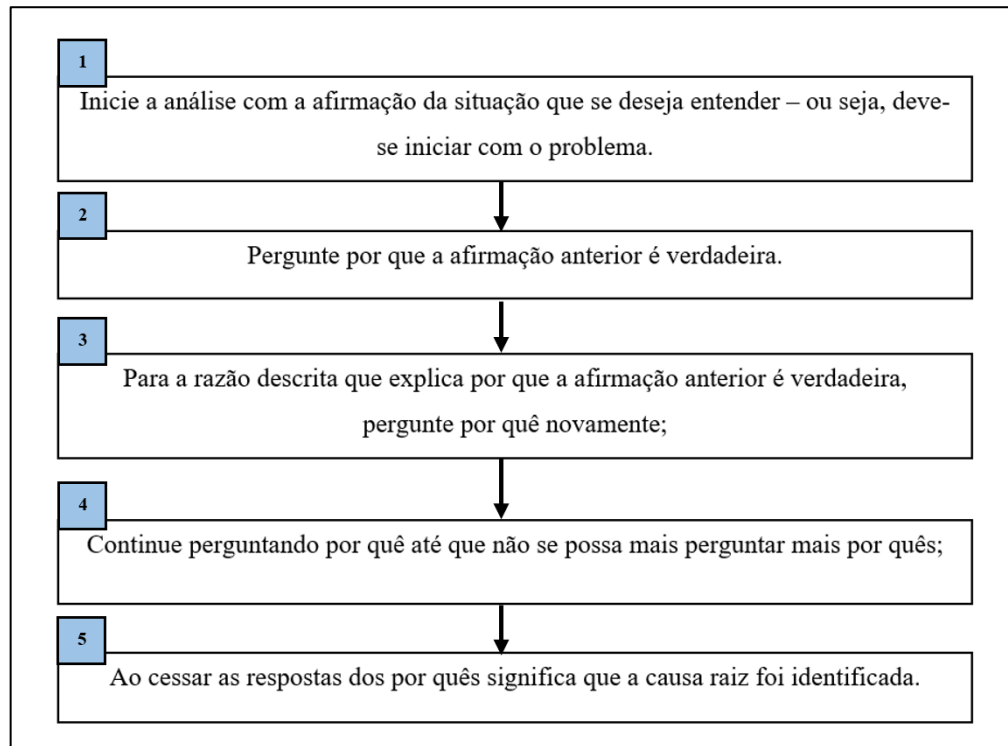 1
Inicie a análise com a afirmação da situação que se deseja entender – ou seja, deve-
se iniciar com o problema.
2
Pergunte por que a afirmação anterior é verdadeira.
3
Para a razão descrita que explica por que a afirmação anterior é verdadeira,
pergunte por quê novamente;
4
Continue perguntando por quê até que não se possa mais perguntar mais por quês;
5
Ao cessar as respostas dos por quês significa que a causa raiz foi identificada.